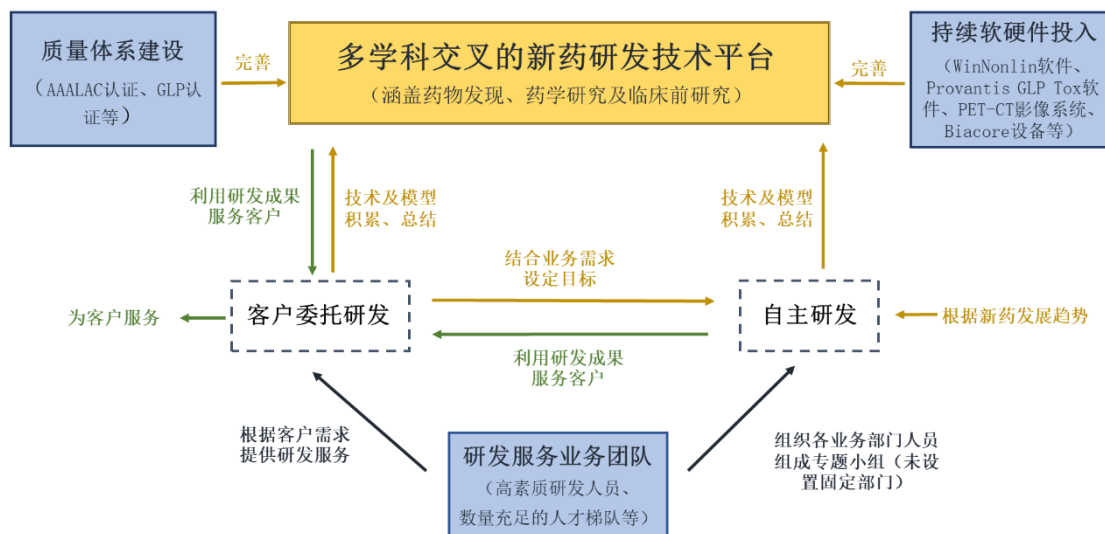 质量体系建设
（AAALAC认证、GLP认
证等）
完善
多学科交叉的新药研发技术平台
（涵盖药物发现、药学研究及临床前研究）
完善
持续软硬件投入
（WinNonlin软件、
Provantis GLP Tox软
件、PET-CT影像系统、
Biacore设备等）
利用研发成果
服务客户
技术及模型
积累、总结
技术及模型
积累、总结
结合业务需求
设定目标
为客户服务
客户委托研发
自主研发
根据新药发展趋势
利用研发成果
服务客户
根据客户需求
提供研发服务
研发服务业务团队
（高素质研发人员、
数量充足的人才梯队等）
组织各业务部门人员
组成专题小组（未设
置固定部门）